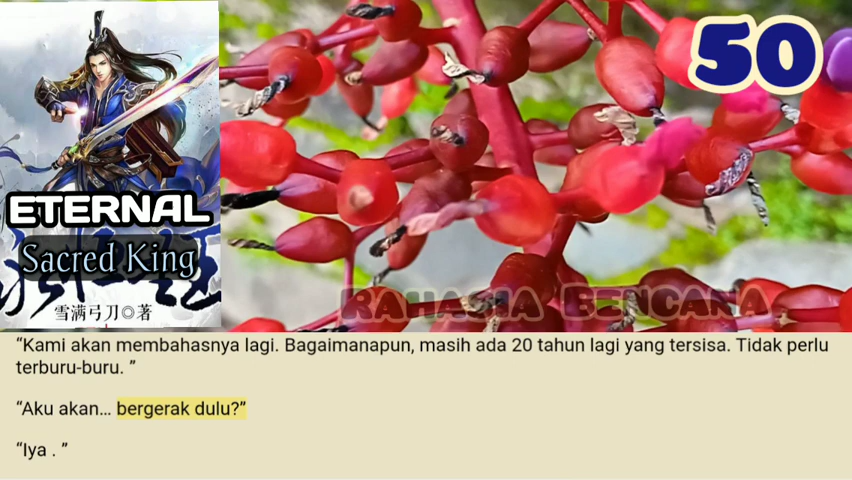 50
ETERNAL
Sacred King
雪满弓刀◎著
RAHASIA BENCANA
“Kami akan membahasnya lagi. Bagaimanapun, masih ada 20 tahun lagi yang tersisa. Tidak perlu
terburu-buru. ”
“Aku akan… bergerak dulu?”
“Iya . ”